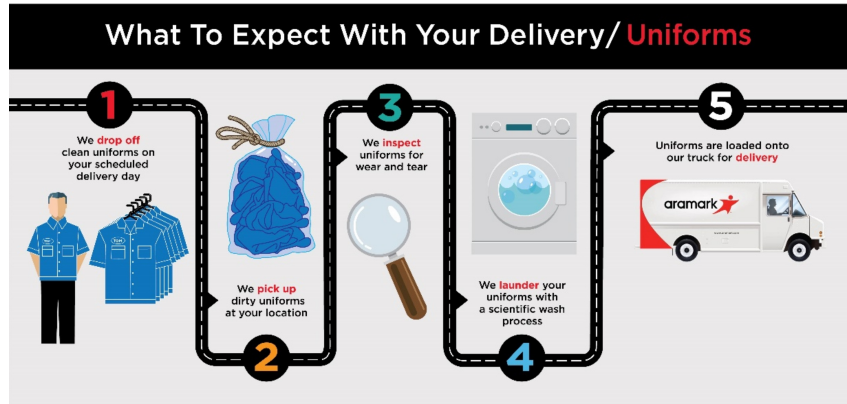 What To Expect With Your Delivery/Uniforms
1
We drop off
clean uniforms on
your scheduled
delivery day
2
We pick up
dirty uniforms
at your location
3
We inspect
uniforms for
wear and tear
4
We launder your
uniforms with
a scientific wash
process
5
Uniforms are loaded onto
our truck for delivery
aramark